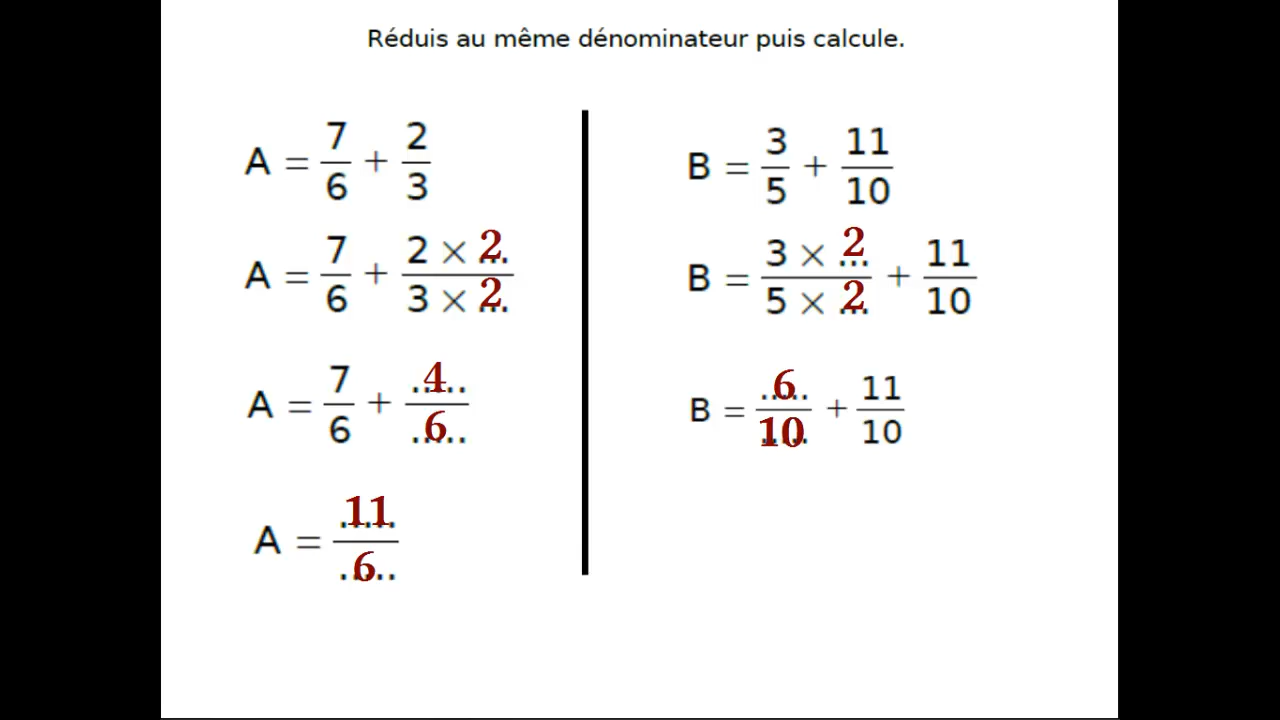 Réduis au même dénominateur puis calcule.
A = 7/6 + 2/3
A = 7/6 + (2 × 2...)/(3 × 2...)
A = 7/6 + 4/6
A = 11/6
B = 3/5 + 11/10
B = (3 × 2...)/(5 × 2...) + 11/10
B = 6/10 + 11/10